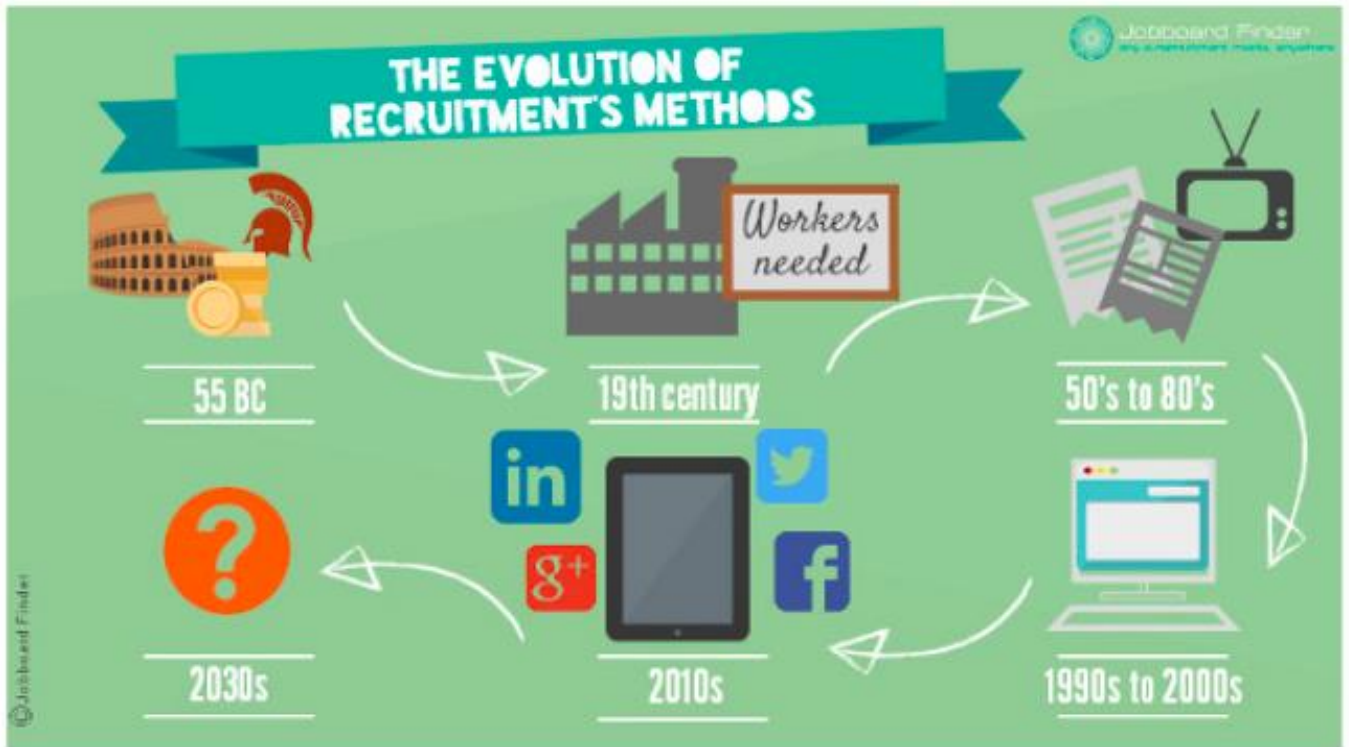 Jobboard Finder
THE EVOLUTION OF
RECRUITMENT'S METHODS
Workers
needed
55 BC
19th century
50's to 80's
in
g+
f
2030s
2010s
1990s to 2000s
©Jobboard Finder